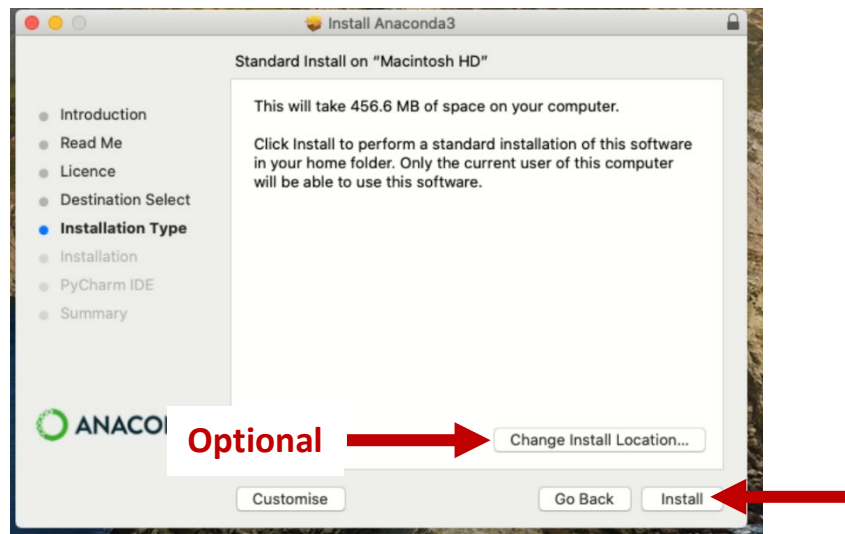 Install Anaconda3
Standard Install on “Macintosh HD”
Introduction
Read Me
Licence
Destination Select
Installation Type
Installation
PyCharm IDE
Summary
This will take 456.6 MB of space on your computer.
Click Install to perform a standard installation of this software
in your home folder. Only the current user of this computer
will be able to use this software.
ANACO
Optional
Change Install Location...
Customise
Go Back
Install